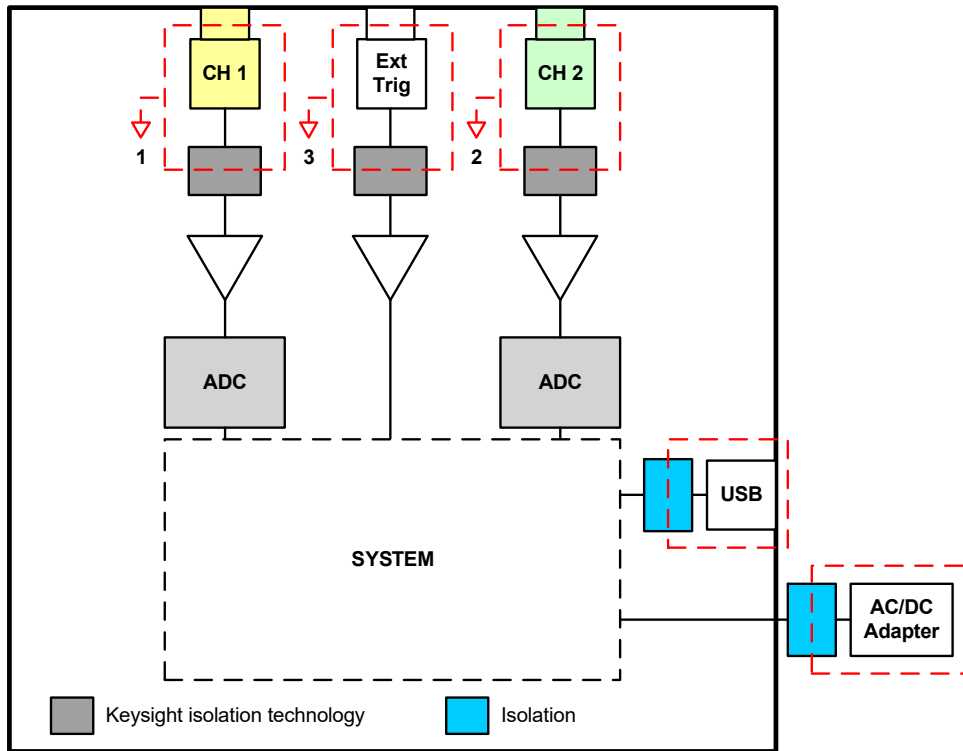 CH 1
Ext
Trig
CH 2
1
3
2
ADC
ADC
USB
SYSTEM
AC/DC
Adapter
Keysight isolation technology
Isolation